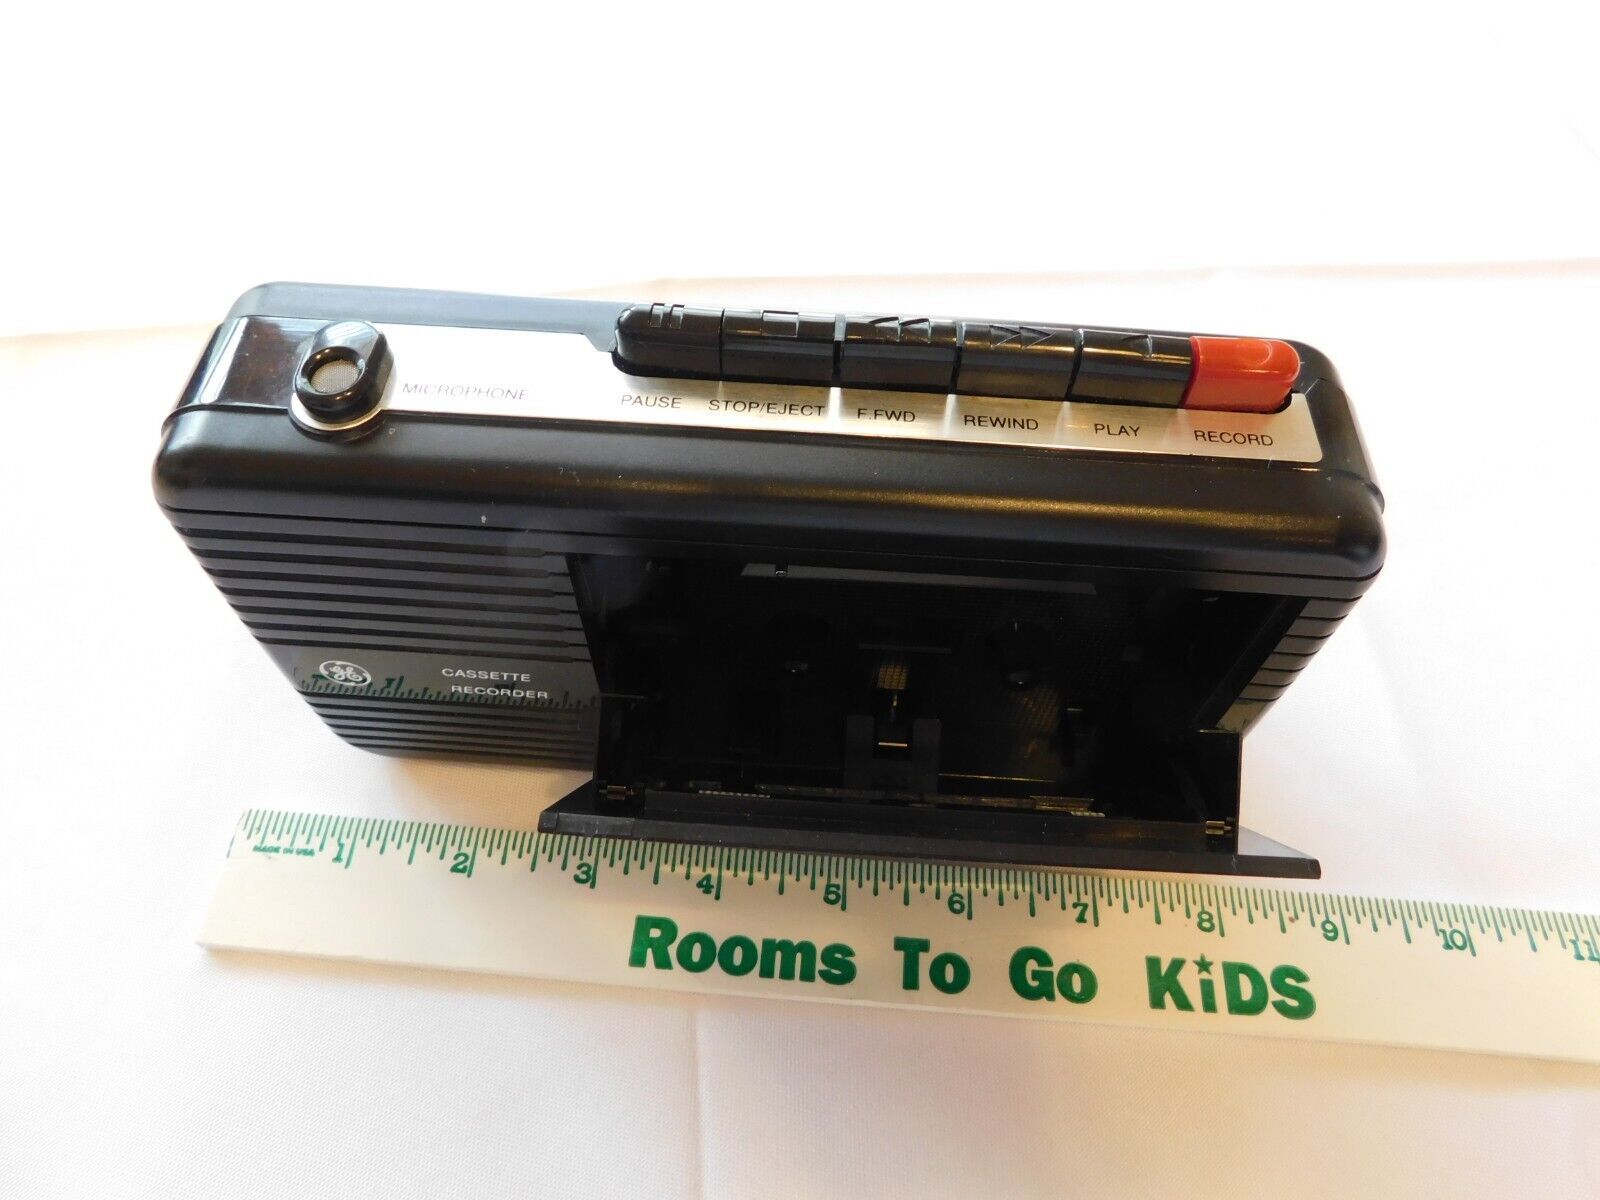 MICROPHONE
PAUSE STOP/EJECT F.FWD REWIND PLAY RECORD
GE CASSETTE
RECORDER
MADE IN USA
1 2 3 4 5 6 7 8 9 10 11
Rooms To Go KiDS